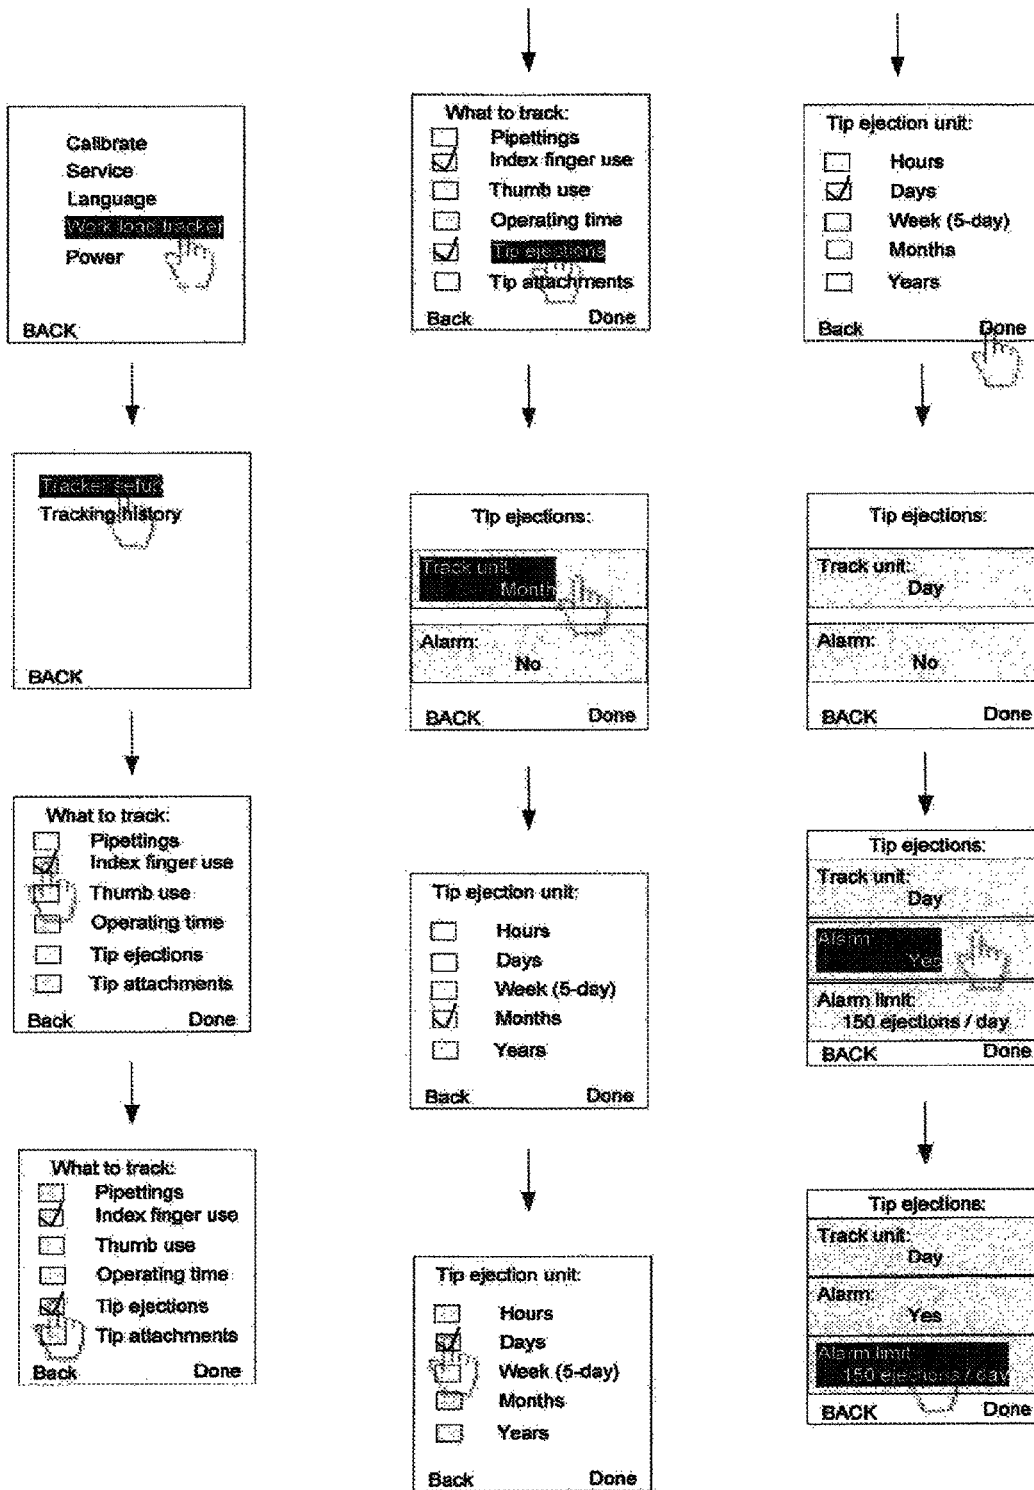 Calibrate
Service
Language
Work load tracker
Power
BACK
Tracker setup
Tracking history
BACK
What to track:
Pipettings
Index finger use
Thumb use
Operating time
Tip ejections
Tip attachments
Back Done
What to track:
Pipettings
Index finger use
Thumb use
Operating time
Tip ejections
Tip attachments
Back Done
What to track:
Pipettings
Index finger use
Thumb use
Operating time
Tip ejections
Tip attachments
Back Done
Tip ejections:
Track unit
Month
Alarm:
No
BACK Done
Tip ejection unit:
Hours
Days
Week (5-day)
Months
Years
Back Done
Tip ejection unit:
Hours
Days
Week (5-day)
Months
Years
Back Done
Tip ejection unit:
Hours
Days
Week (5-day)
Months
Years
Back Done
Tip ejections:
Track unit:
Day
Alarm:
No
BACK Done
Tip ejections:
Track unit:
Day
Alarm
Yes
Alarm limit:
150 ejections / day
BACK Done
Tip ejections:
Track unit:
Day
Alarm:
Yes
Alarm limit
150 ejections / day
BACK Done